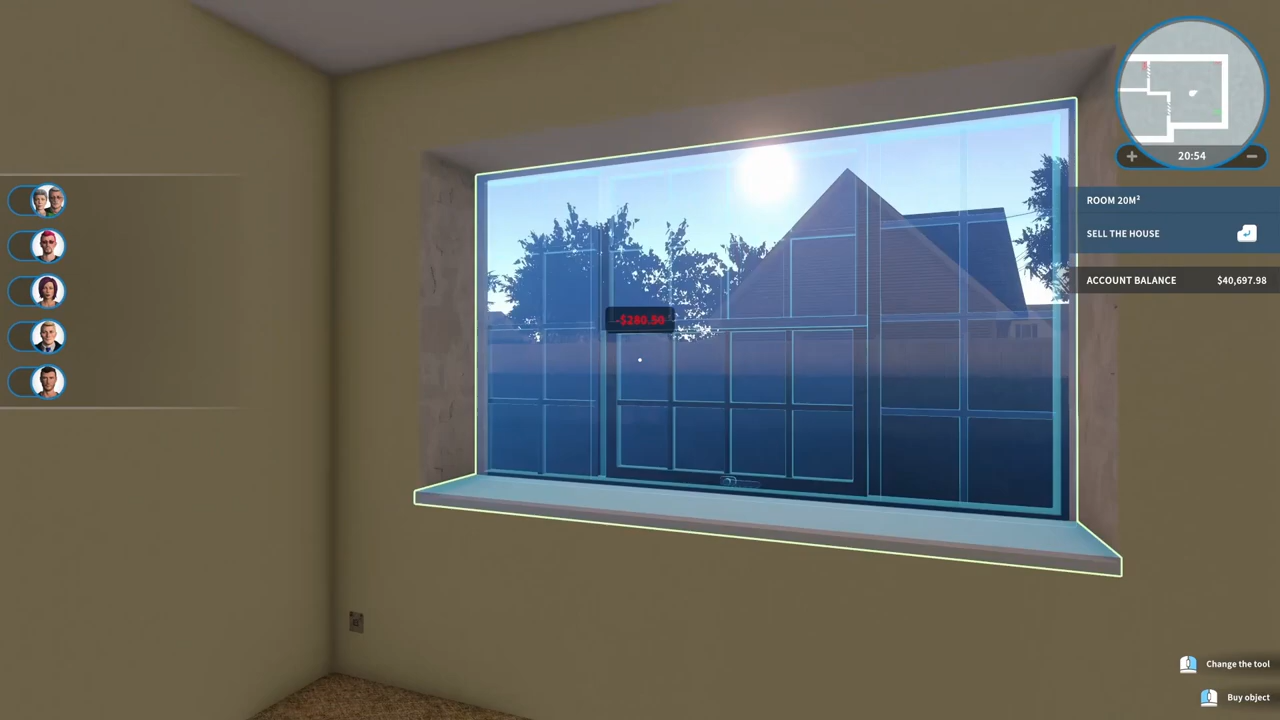 20:54
ROOM 20M²
SELL THE HOUSE
ACCOUNT BALANCE $40,697.98
-$280.50
Change the tool
Buy object